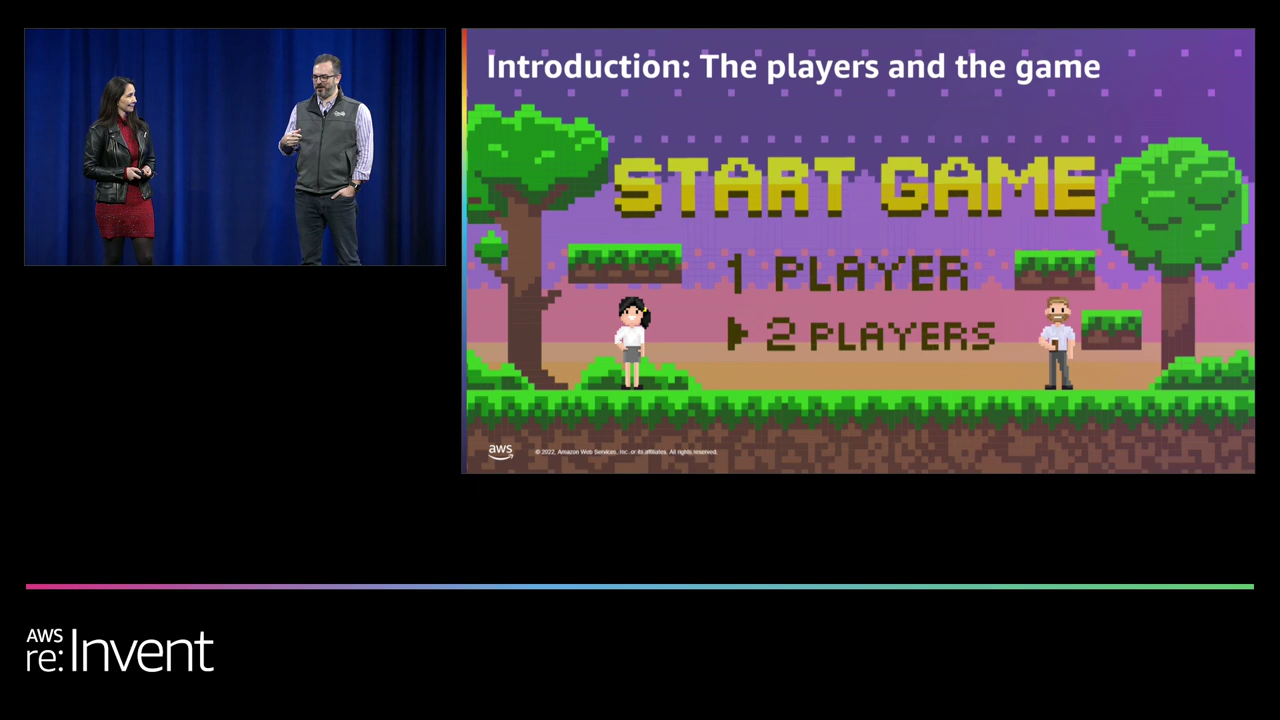 Introduction: The players and the game
START GAME
1 PLAYER
2 PLAYERS
aws
© 2022, Amazon Web Services, Inc. or its affiliates. All rights reserved.
AWS
re:Invent